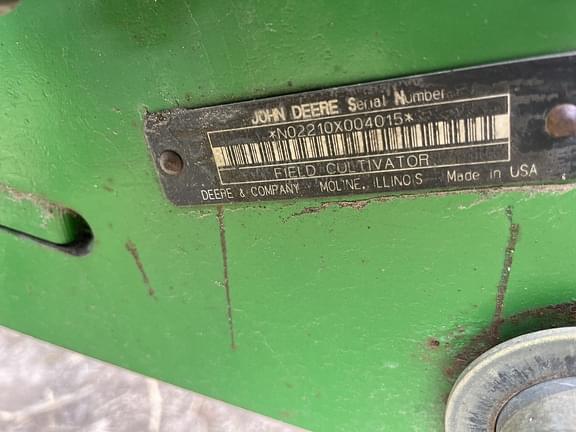 JOHN DEERE Serial Number
*N02210X004015*
FIELD CULTIVATOR
DEERE & COMPANY MOLINE, ILLINOIS Made in USA